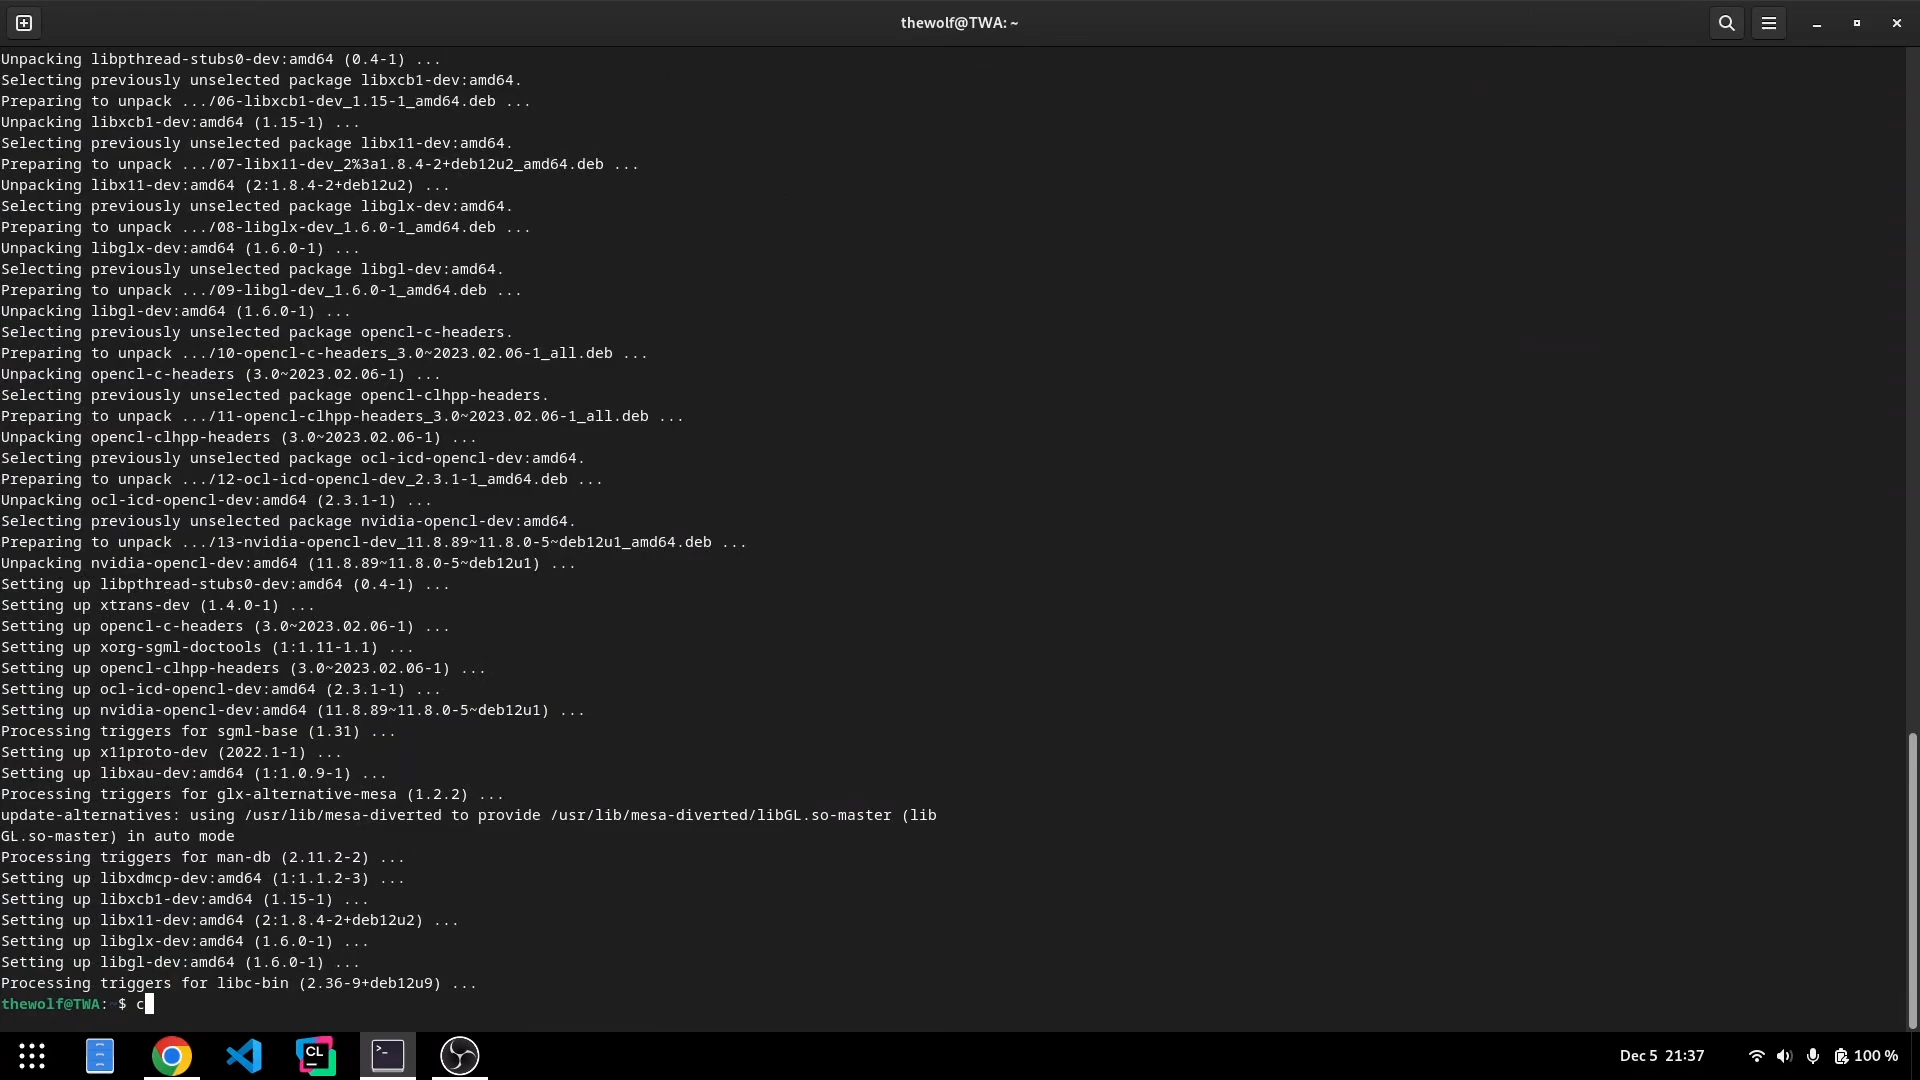 thewolf@TWA: ~
Unpacking libpthread-stubs0-dev:amd64 (0.4-1) ...
Selecting previously unselected package libxcb1-dev:amd64.
Preparing to unpack .../06-libxcb1-dev_1.15-1_amd64.deb ...
Unpacking libxcb1-dev:amd64 (1.15-1) ...
Selecting previously unselected package libx11-dev:amd64.
Preparing to unpack .../07-libx11-dev_2%3a1.8.4-2+deb12u2_amd64.deb ...
Unpacking libx11-dev:amd64 (2:1.8.4-2+deb12u2) ...
Selecting previously unselected package libglx-dev:amd64.
Preparing to unpack .../08-libglx-dev_1.6.0-1_amd64.deb ...
Unpacking libglx-dev:amd64 (1.6.0-1) ...
Selecting previously unselected package libgl-dev:amd64.
Preparing to unpack .../09-libgl-dev_1.6.0-1_amd64.deb ...
Unpacking libgl-dev:amd64 (1.6.0-1) ...
Selecting previously unselected package opencl-c-headers.
Preparing to unpack .../10-opencl-c-headers_3.0~2023.02.06-1_all.deb ...
Unpacking opencl-c-headers (3.0~2023.02.06-1) ...
Selecting previously unselected package opencl-clhpp-headers.
Preparing to unpack .../11-opencl-clhpp-headers_3.0~2023.02.06-1_all.deb ...
Unpacking opencl-clhpp-headers (3.0~2023.02.06-1) ...
Selecting previously unselected package ocl-icd-opencl-dev:amd64.
Preparing to unpack .../12-ocl-icd-opencl-dev_2.3.1-1_amd64.deb ...
Unpacking ocl-icd-opencl-dev:amd64 (2.3.1-1) ...
Selecting previously unselected package nvidia-opencl-dev:amd64.
Preparing to unpack .../13-nvidia-opencl-dev_11.8.89~11.8.0-5~deb12u1_amd64.deb ...
Unpacking nvidia-opencl-dev:amd64 (11.8.89~11.8.0-5~deb12u1) ...
Setting up libpthread-stubs0-dev:amd64 (0.4-1) ...
Setting up xtrans-dev (1.4.0-1) ...
Setting up opencl-c-headers (3.0~2023.02.06-1) ...
Setting up xorg-sgml-doctools (1:1.11-1.1) ...
Setting up opencl-clhpp-headers (3.0~2023.02.06-1) ...
Setting up ocl-icd-opencl-dev:amd64 (2.3.1-1) ...
Setting up nvidia-opencl-dev:amd64 (11.8.89~11.8.0-5~deb12u1) ...
Processing triggers for sgml-base (1.31) ...
Setting up x11proto-dev (2022.1-1) ...
Setting up libxau-dev:amd64 (1:1.0.9-1) ...
Processing triggers for glx-alternative-mesa (1.2.2) ...
update-alternatives: using /usr/lib/mesa-diverted to provide /usr/lib/mesa-diverted/libGL.so-master (lib
GL.so-master) in auto mode
Processing triggers for man-db (2.11.2-2) ...
Setting up libxdmcp-dev:amd64 (1:1.1.2-3) ...
Setting up libxcb1-dev:amd64 (1.15-1) ...
Setting up libx11-dev:amd64 (2:1.8.4-2+deb12u2) ...
Setting up libglx-dev:amd64 (1.6.0-1) ...
Setting up libgl-dev:amd64 (1.6.0-1) ...
Processing triggers for libc-bin (2.36-9+deb12u9) ...
thewolf@TWA:~$ c
CL
Dec 5 21:37
100 %